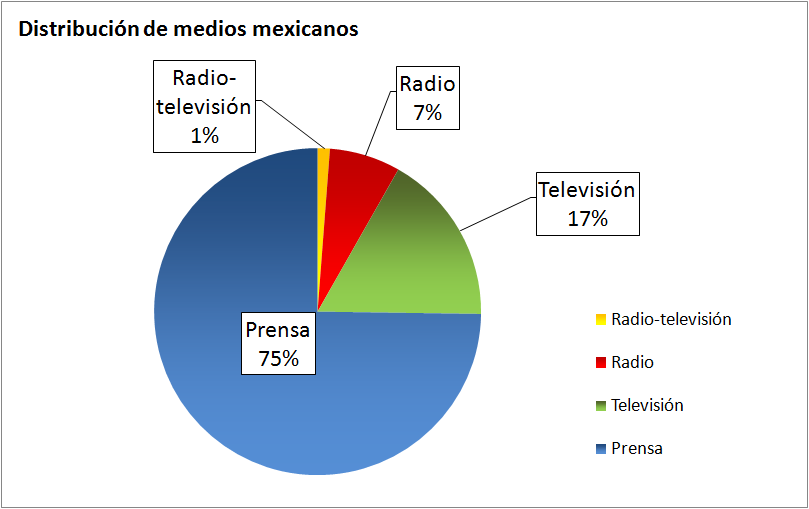 Distribución de medios mexicanos
Radio-
televisión
1%
Radio
7%
Televisión
17%
Prensa
75%
Radio-televisión
Radio
Televisión
Prensa